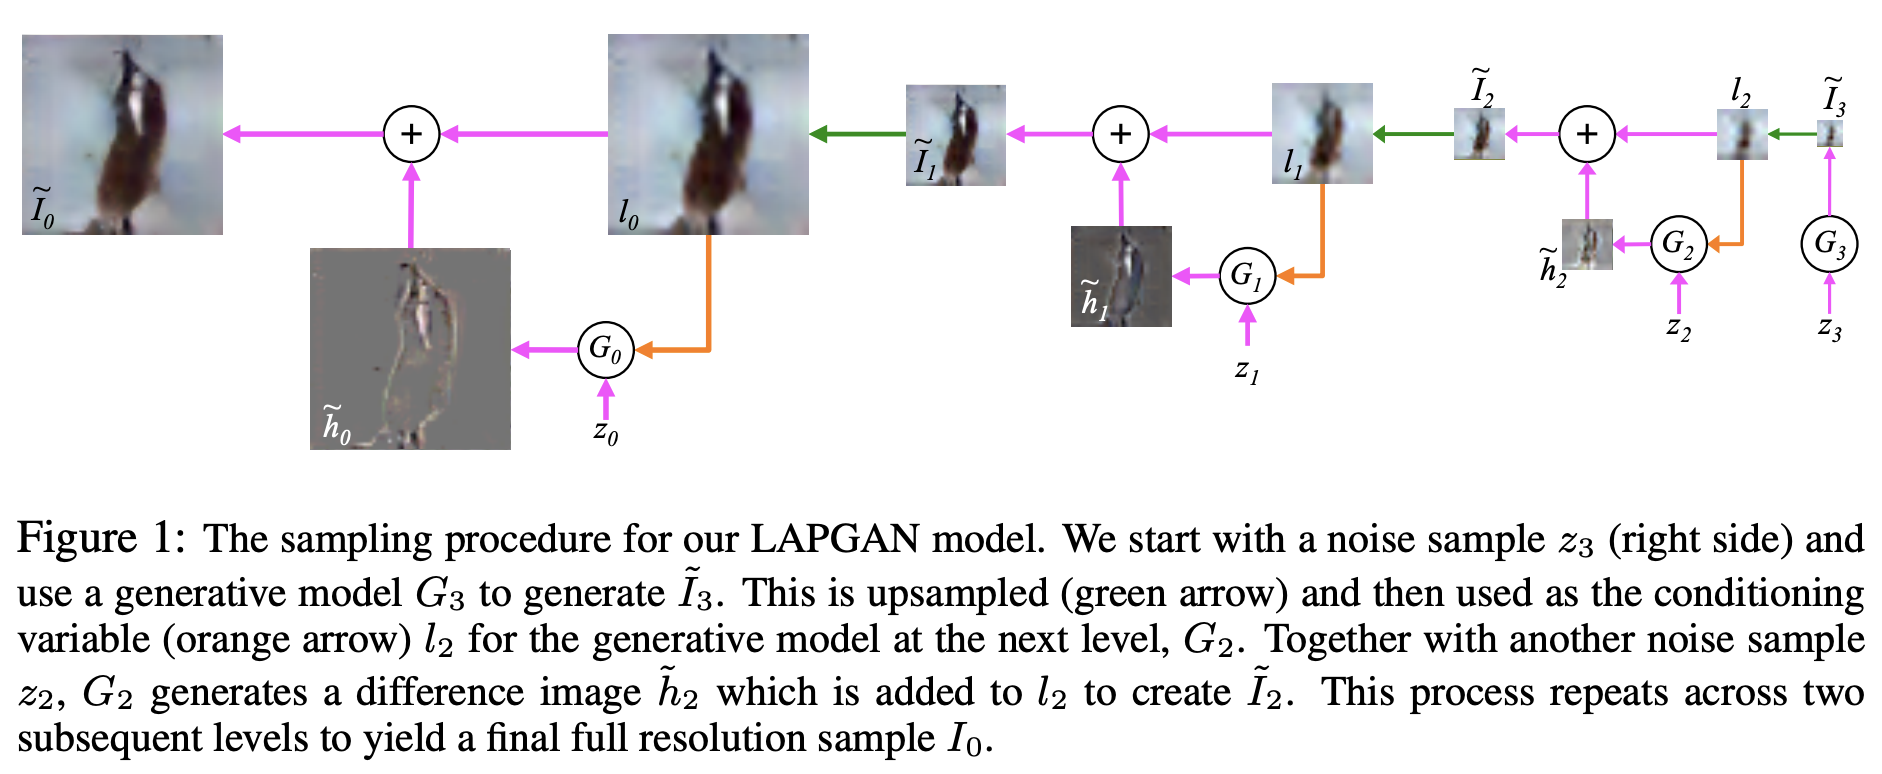 Ĩ₀
+
l₀
h̃₀
G₀
z₀
Ĩ₁
+
l₁
h̃₁
G₁
z₁
Ĩ₂
+
l₂
Ĩ₃
h̃₂
G₂
G₃
z₂
z₃
Figure 1: The sampling procedure for our LAPGAN model. We start with a noise sample z₃ (right side) and
use a generative model G₃ to generate Ĩ₃. This is upsampled (green arrow) and then used as the conditioning
variable (orange arrow) l₂ for the generative model at the next level, G₂. Together with another noise sample
z₂, G₂ generates a difference image h̃₂ which is added to l₂ to create Ĩ₂. This process repeats across two
subsequent levels to yield a final full resolution sample I₀.